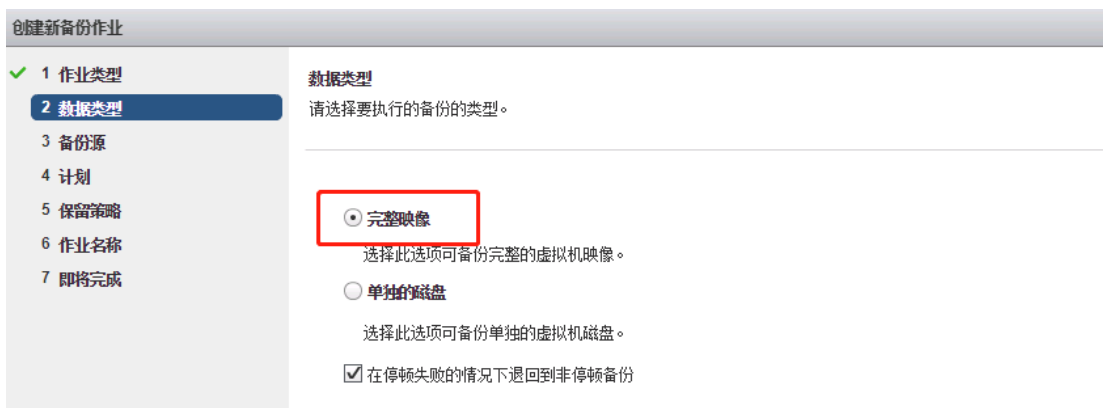 创建新备份作业
1 作业类型
2 数据类型
3 备份源
4 计划
5 保留策略
6 作业名称
7 即将完成
数据类型
请选择要执行的备份的类型。
完整映像
选择此选项可备份完整的虚拟机映像。
单独的磁盘
选择此选项可备份单独的虚拟机磁盘。
在停顿失败的情况下退回到非停顿备份